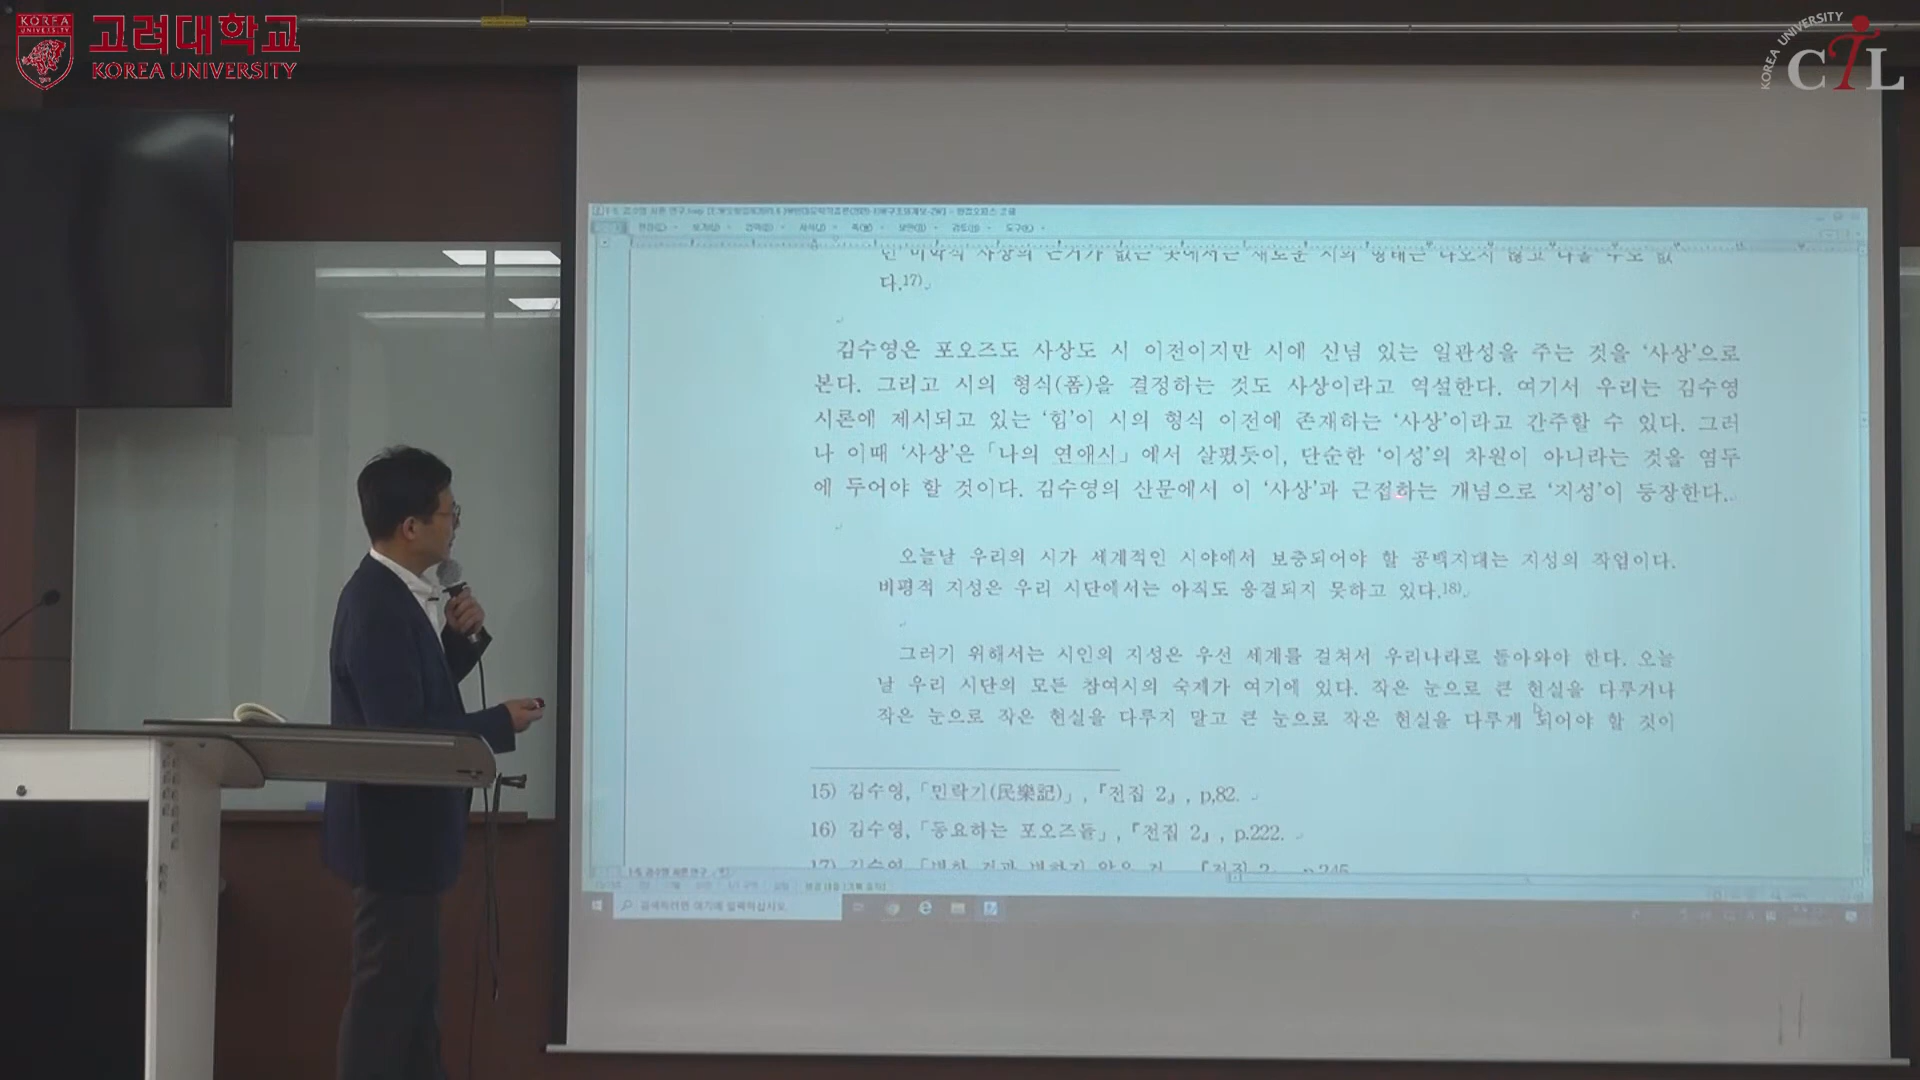 KOREA UNIVERSITY
고려대학교
KOREA UNIVERSITY
KOREA UNIVERSITY
CTL
다.17)
김수영은 포오즈도 사상도 시 이전이지만 시에 신념 있는 일관성을 주는 것을 ‘사상’으로
본다. 그리고 시의 형식(폼)을 결정하는 것도 사상이라고 역설한다. 여기서 우리는 김수영
시론에 제시되고 있는 ‘힘’이 시의 형식 이전에 존재하는 ‘사상’이라고 간주할 수 있다. 그러
나 이때 ‘사상’은 「나의 연애시」에서 살폈듯이, 단순한 ‘이성’의 차원이 아니라는 것을 염두
에 두어야 할 것이다. 김수영의 산문에서 이 ‘사상’과 근접하는 개념으로 ‘지성’이 등장한다.
오늘날 우리의 시가 세계적인 시야에서 보충되어야 할 공백지대는 지성의 작업이다.
비평적 지성은 우리 시단에서는 아직도 응결되지 못하고 있다.18)
그러기 위해서는 시인의 지성은 우선 세계를 걸쳐서 우리나라로 돌아와야 한다. 오늘
날 우리 시단의 모든 참여시의 숙제가 여기에 있다. 작은 눈으로 큰 현실을 다루거나
작은 눈으로 작은 현실을 다루지 말고 큰 눈으로 작은 현실을 다루게 되어야 할 것이
15) 김수영, 「민락기(民樂記)」, 『전집 2』, p,82.
16) 김수영, 「동요하는 포오즈들」, 『전집 2』, p.222.
검색하려면 여기에 입력하십시오.